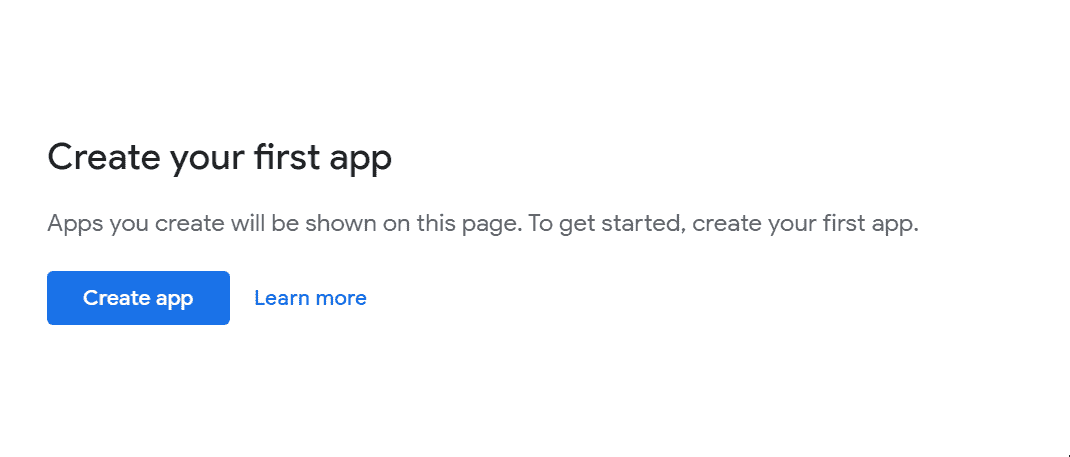 Create your first app
Apps you create will be shown on this page. To get started, create your first app.
Create app
Learn more